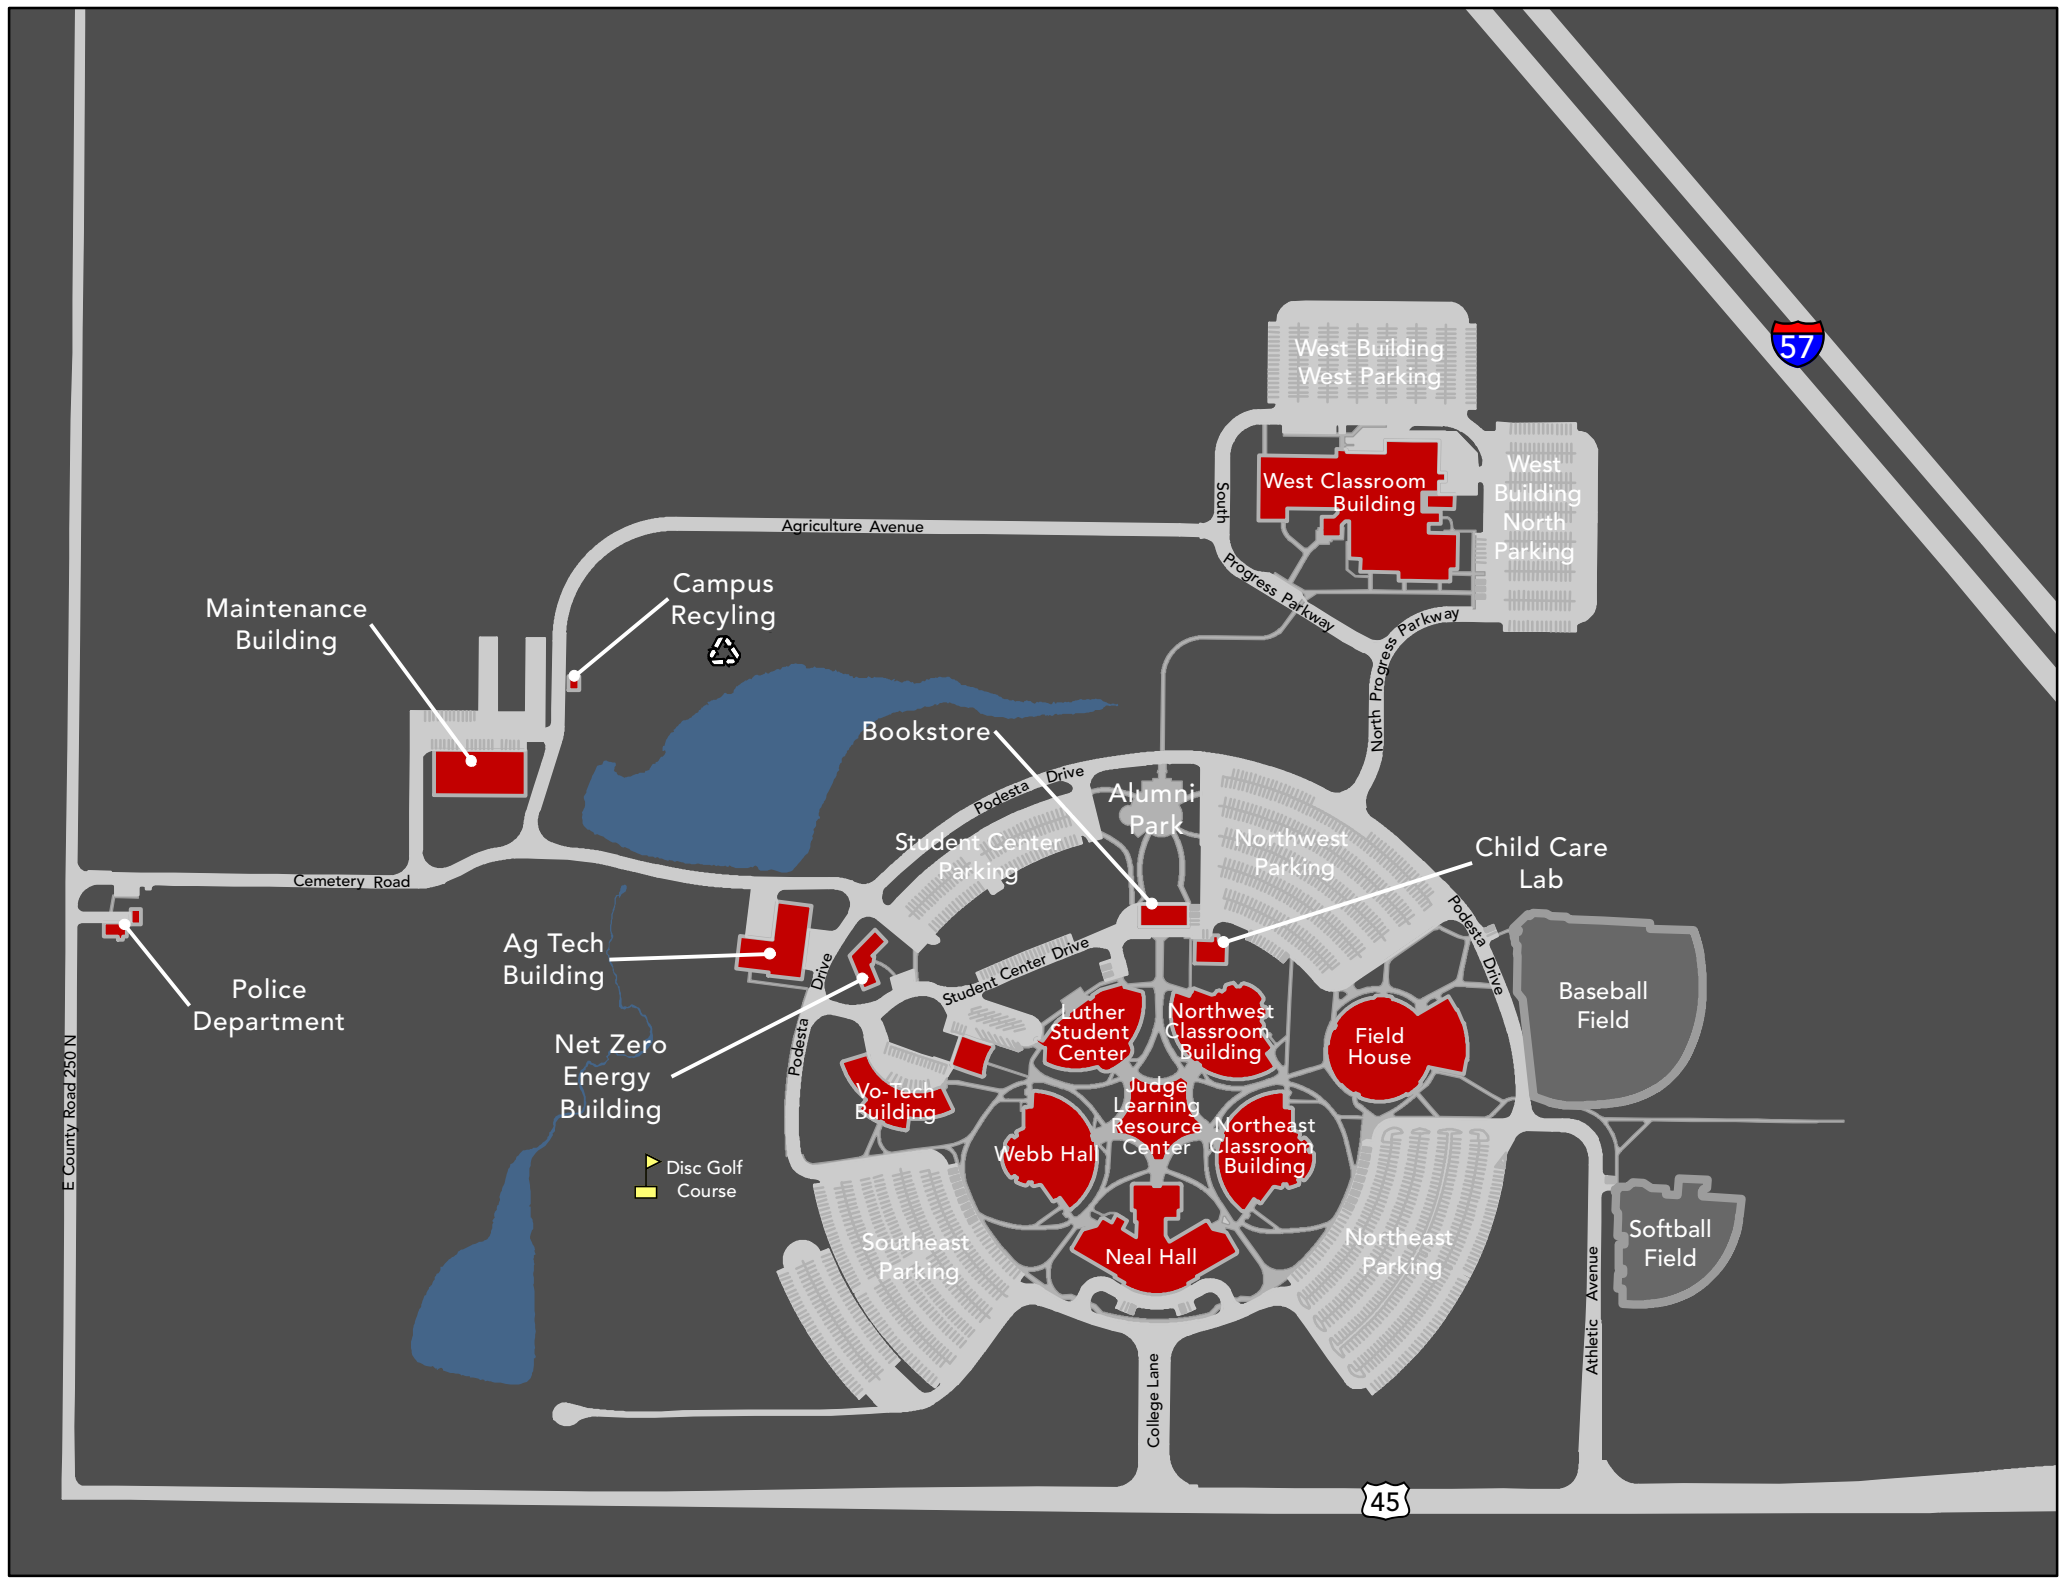 57
West Building
West Parking
West
Building
North
Parking
West Classroom
Building
South
Progress Parkway
Agriculture Avenue
Campus
Recyling
Maintenance
Building
North Progress Parkway
Bookstore
Podesta Drive
Alumni
Park
Student Center
Parking
Northwest
Parking
Child Care
Lab
Cemetery Road
Podesta Drive
Ag Tech
Building
Police
Department
Podesta Drive
Student Center Drive
Baseball
Field
Luther
Student
Center
Northwest
Classroom
Building
Field
House
Net Zero
Energy
Building
E County Road 250 N
Vo-Tech
Building
Judge
Learning
Resource
Center
Northeast
Classroom
Building
Webb Hall
Disc Golf
Course
Southeast
Parking
Neal Hall
Northeast
Parking
Softball
Field
Athletic Avenue
College Lane
45